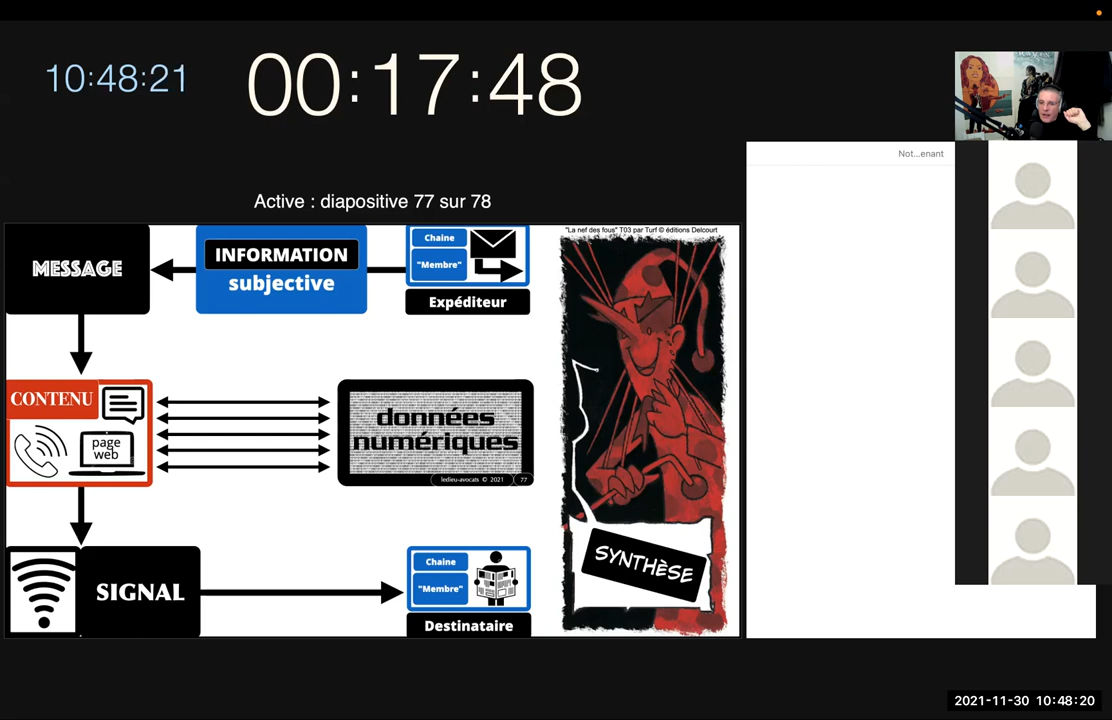 10:48:21
00:17:48
Not...enant
Active : diapositive 77 sur 78
"La nef des fous" T03 par Turf © éditions Delcourt
MESSAGE
INFORMATION
subjective
Chaine
"Membre"
Expéditeur
CONTENU
page
web
données
numériques
ledieu-avocats © 2021
77
SYNTHÈSE
SIGNAL
Chaine
"Membre"
Destinataire
2021-11-30 10:48:20